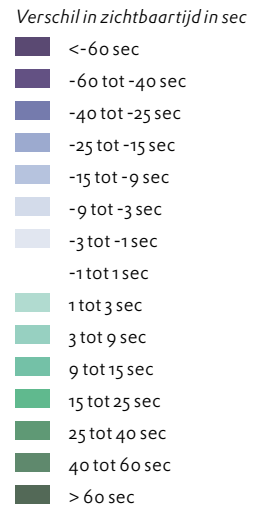 Verschil in zichtbaartijd in sec
<-60 sec
-60 tot -40 sec
-40 tot -25 sec
-25 tot -15 sec
-15 tot -9 sec
-9 tot -3 sec
-3 tot -1 sec
-1 tot 1 sec
1 tot 3 sec
3 tot 9 sec
9 tot 15 sec
15 tot 25 sec
25 tot 40 sec
40 tot 60 sec
> 60 sec